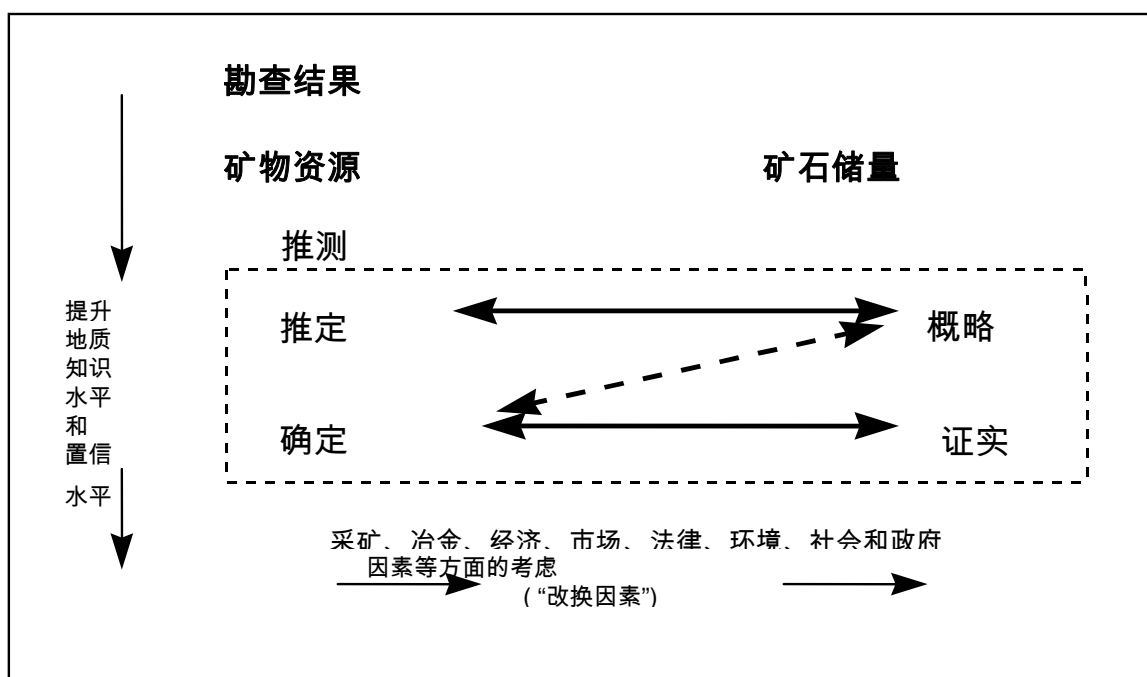 勘查结果
矿物资源 矿石储量
推测
推定 概略
确定 证实
提升
地质
知识
水平
和
置信
水平
采矿、冶金、经济、市场、法律、环境、社会和政府
因素等方面的考虑
( “改换因素”)